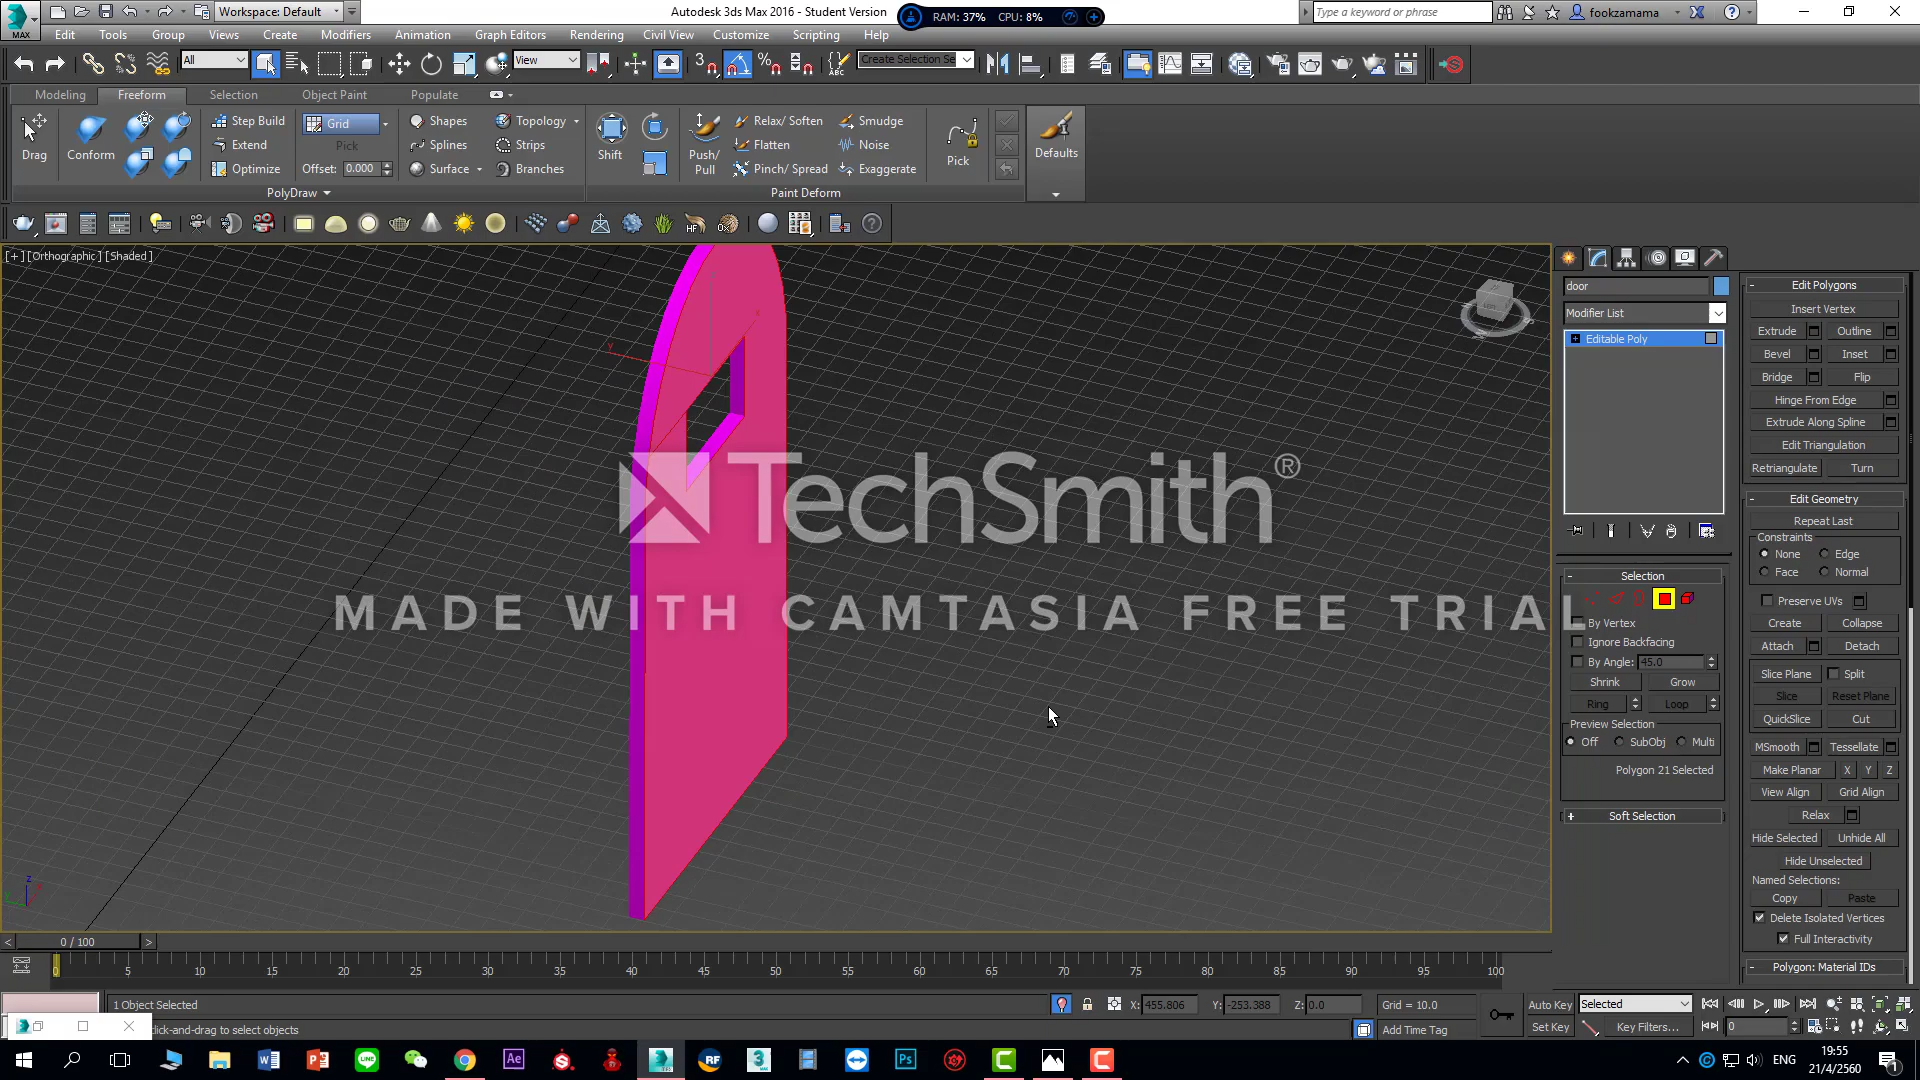 Workspace: Default
Autodesk 3ds Max 2016 - Student Version
RAM: 37% CPU: 8%
Type a keyword or phrase
fookzamama
MAX
Edit Tools Group Views Create Modifiers Animation Graph Editors Rendering Civil View Customize Scripting Help
All
View
Create Selection Se
Modeling Freeform Selection Object Paint Populate
Drag
Conform
Step Build
Extend
Optimize
Grid
Pick
Offset: 0.000
Shapes
Splines
Surface
Topology
Strips
Branches
PolyDraw
Shift
Push/
Pull
Relax/ Soften
Flatten
Pinch/ Spread
Smudge
Noise
Exaggerate
Paint Deform
Pick
Defaults
[+] [Orthographic] [Shaded]
TechSmith®
MADE WITH CAMTASIA FREE TRIAL
door
Modifier List
Editable Poly
Selection
By Vertex
Ignore Backfacing
By Angle: 45.0
Shrink Grow
Ring Loop
Preview Selection
Off SubObj Multi
Polygon 21 Selected
Soft Selection
Edit Polygons
Insert Vertex
Extrude Outline
Bevel Inset
Bridge Flip
Hinge From Edge
Extrude Along Spline
Edit Triangulation
Retriangulate Turn
Edit Geometry
Repeat Last
Constraints
None Edge
Face Normal
Preserve UVs
Create Collapse
Attach Detach
Slice Plane Split
Slice Reset Plane
QuickSlice Cut
MSmooth Tessellate
Make Planar X Y Z
View Align Grid Align
Relax
Hide Selected Unhide All
Hide Unselected
Named Selections:
Copy Paste
Delete Isolated Vertices
Full Interactivity
Polygon: Material IDs
< 0 / 100 >
0 5 10 15 20 25 30 35 40 45 50 55 60 65 70 75 80 85 90 95 100
1 Object Selected
X: 455.806 Y: -253.388 Z: 0.0 Grid = 10.0
Auto Key Selected
click-and-drag to select objects
Add Time Tag
Set Key Key Filters... 0
ENG
19:55
21/4/2560